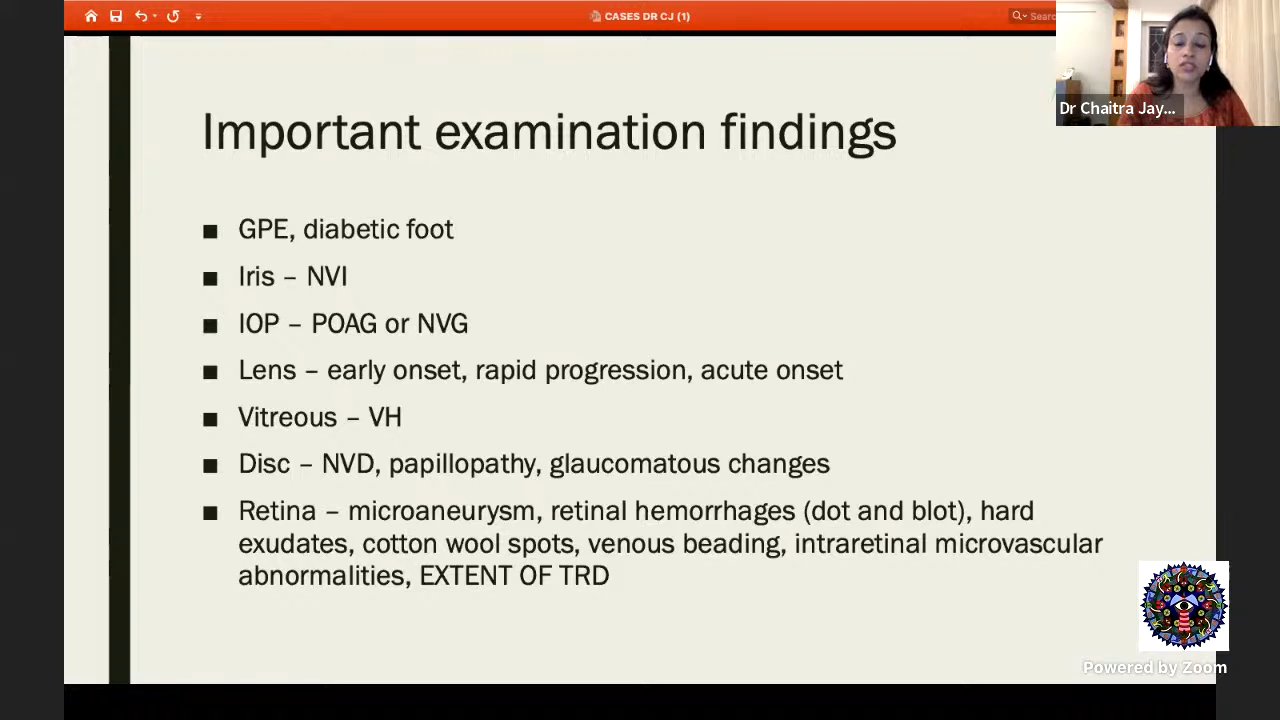 CASES DR CJ (1)
Sear
Dr Chaitra Jay...
Important examination findings
■ GPE, diabetic foot
■ Iris – NVI
■ IOP – POAG or NVG
■ Lens – early onset, rapid progression, acute onset
■ Vitreous – VH
■ Disc – NVD, papillopathy, glaucomatous changes
■ Retina – microaneurysm, retinal hemorrhages (dot and blot), hard
exudates, cotton wool spots, venous beading, intraretinal microvascular
abnormalities, EXTENT OF TRD
Powered by Zoom